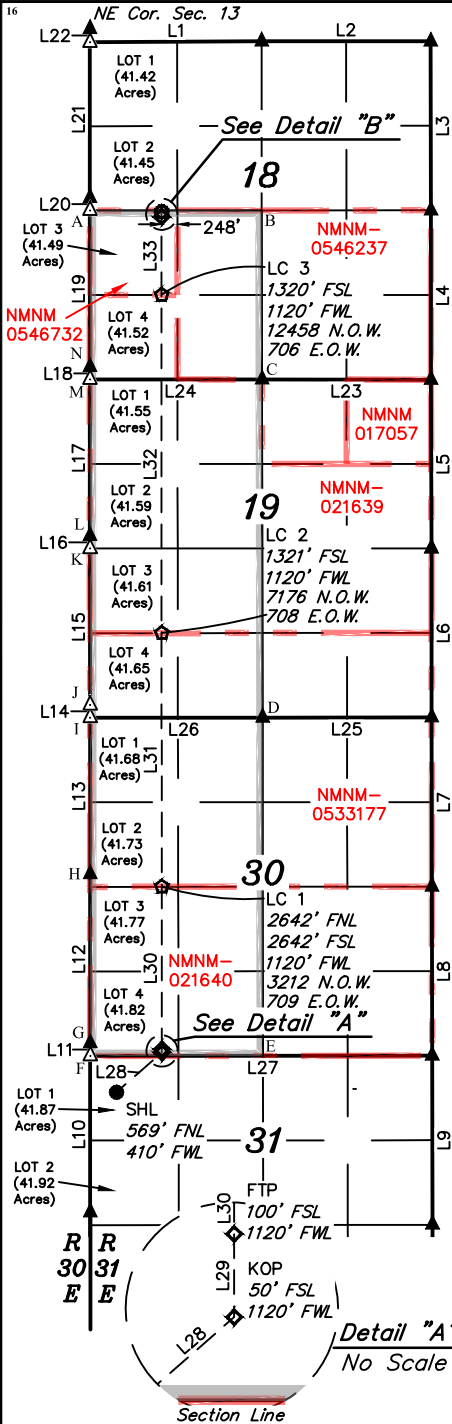 16
NE Cor. Sec. 13
L22
L1
L2
LOT 1
(41.42
Acres)
L21
L3
See Detail "B"
LOT 2
(41.45
Acres)
18
L20
A
B
248'
NMNM-
0546237
LOT 3
(41.49
Acres)
L33
LC 3
1320' FSL
1120' FWL
12458 N.O.W.
706 E.O.W.
L19
L4
NMNM
0546732
LOT 4
(41.52
Acres)
N
L18
M
C
L24
L23
LOT 1
(41.55
Acres)
NMNM
017057
L17
L32
L5
LOT 2
(41.59
Acres)
NMNM-
021639
19
L
L16
K
LC 2
1321' FSL
1120' FWL
7176 N.O.W.
708 E.O.W.
LOT 3
(41.61
Acres)
L15
L6
LOT 4
(41.65
Acres)
J
L14
I
D
L26
L25
LOT 1
(41.68
Acres)
L31
L13
L7
NMNM-
0533177
LOT 2
(41.73
Acres)
H
30
LC 1
2642' FNL
2642' FSL
1120' FWL
3212 N.O.W.
709 E.O.W.
LOT 3
(41.77
Acres)
L12
L30
L8
NMNM-
021640
LOT 4
(41.82
Acres)
See Detail "A"
G
L11
F
E
L28
L27
LOT 1
(41.87
Acres)
SHL
569' FNL
410' FWL
L10
31
L9
LOT 2
(41.92
Acres)
R R
30 31
E E
L30
FTP
100' FSL
1120' FWL
L29
KOP
50' FSL
1120' FWL
L28
Detail "A"
No Scale
Section Line